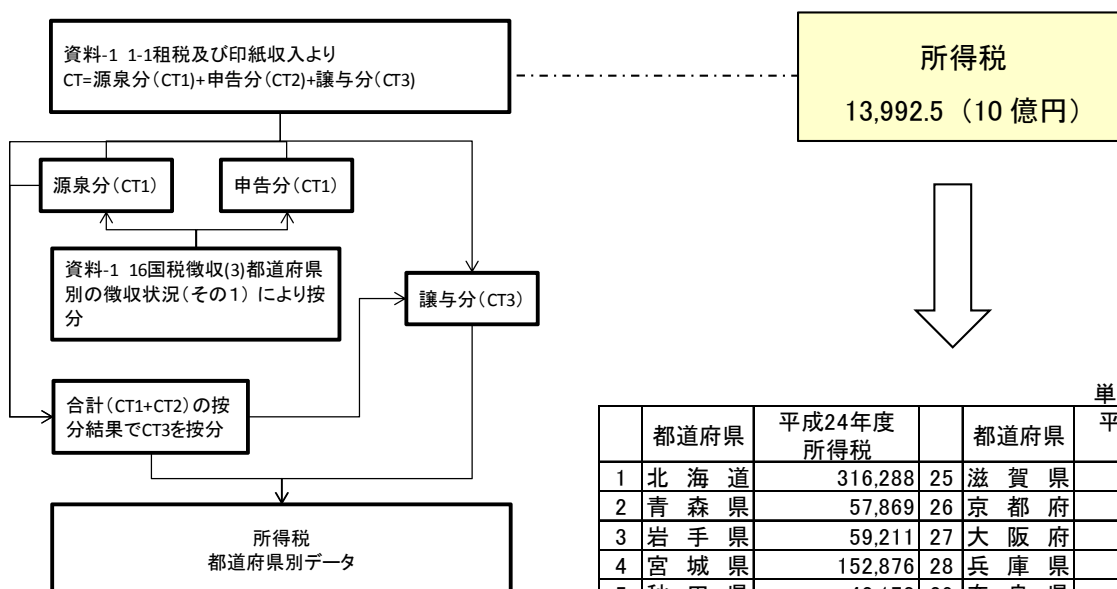 資料-1 1-1租税及び印紙収入より
CT=源泉分(CT1)+申告分(CT2)+譲与分(CT3)
所得税
13,992.5 (10 億円)
源泉分(CT1)
申告分(CT1)
資料-1 16国税徴収(3)都道府県
別の徴収状況(その1) により按
分
譲与分(CT3)
合計(CT1+CT2)の按
分結果でCT3を按分
所得税
都道府県別データ
単
都道府県 平成24年度 都道府県 平
所得税
1 北 海 道 316,288 25 滋 賀 県
2 青 森 県 57,869 26 京 都 府
3 岩 手 県 59,211 27 大 阪 府
4 宮 城 県 152,876 28 兵 庫 県